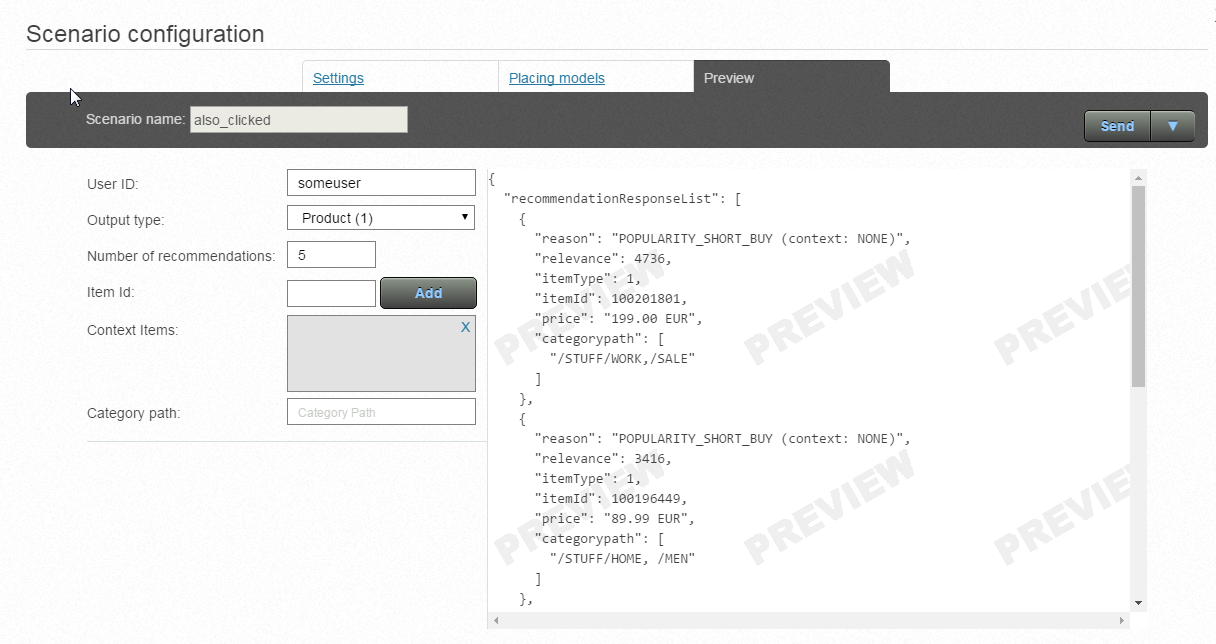 Scenario configuration
Settings
Placing models
Preview
Scenario name: also_clicked
Send ▼
User ID: someuser
Output type: Product (1)
Number of recommendations: 5
Item Id: Add
Context Items: X
Category path: Category Path
{
"recommendationResponseList": [
{
"reason": "POPULARITY_SHORT_BUY (context: NONE)",
"relevance": 4736,
"itemType": 1,
"itemId": 100201801,
"price": "199.00 EUR",
"categorypath": [
"/STUFF/WORK,/SALE"
]
},
{
"reason": "POPULARITY_SHORT_BUY (context: NONE)",
"relevance": 3416,
"itemType": 1,
"itemId": 100196449,
"price": "89.99 EUR",
"categorypath": [
"/STUFF/HOME, /MEN"
]
},
PREVIEW
PREVIEW
PREVIEW
PREVIEW
PREVIEW
PREVIEW